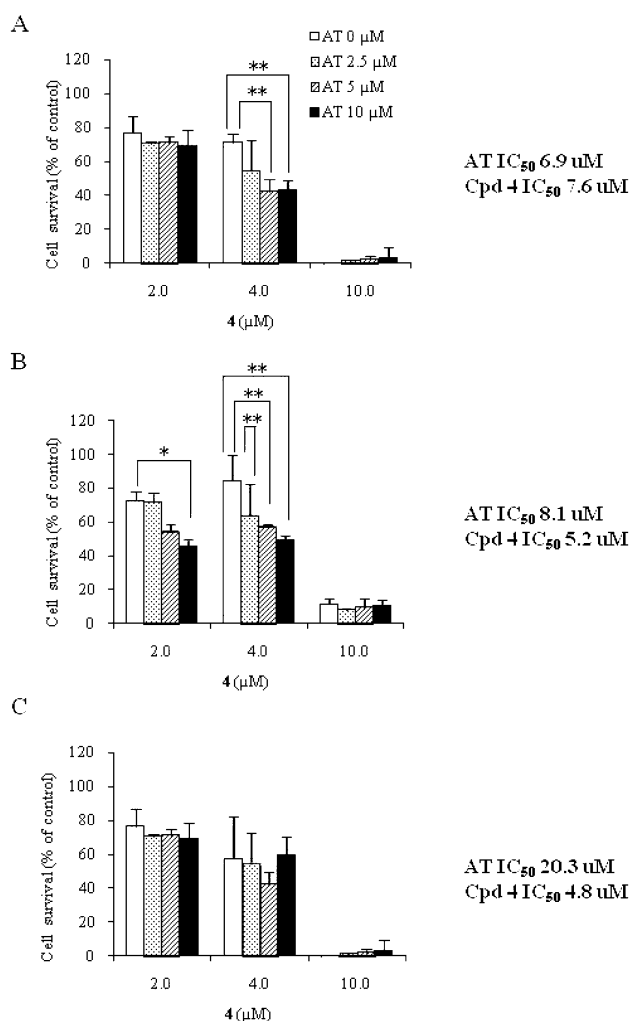 A
AT 0 µM
AT 2.5 µM
AT 5 µM
AT 10 µM
Cell survival (% of control)
120
100
80
60
40
20
0
**
**
2.0 4.0 10.0
4 (µM)
AT IC50 6.9 uM
Cpd 4 IC50 7.6 uM
B
Cell survival (% of control)
120
100
80
60
40
20
0
*
**
**
**
2.0 4.0 10.0
4 (µM)
AT IC50 8.1 uM
Cpd 4 IC50 5.2 uM
C
Cell survival (% of control)
120
100
80
60
40
20
0
2.0 4.0 10.0
4 (µM)
AT IC50 20.3 uM
Cpd 4 IC50 4.8 uM